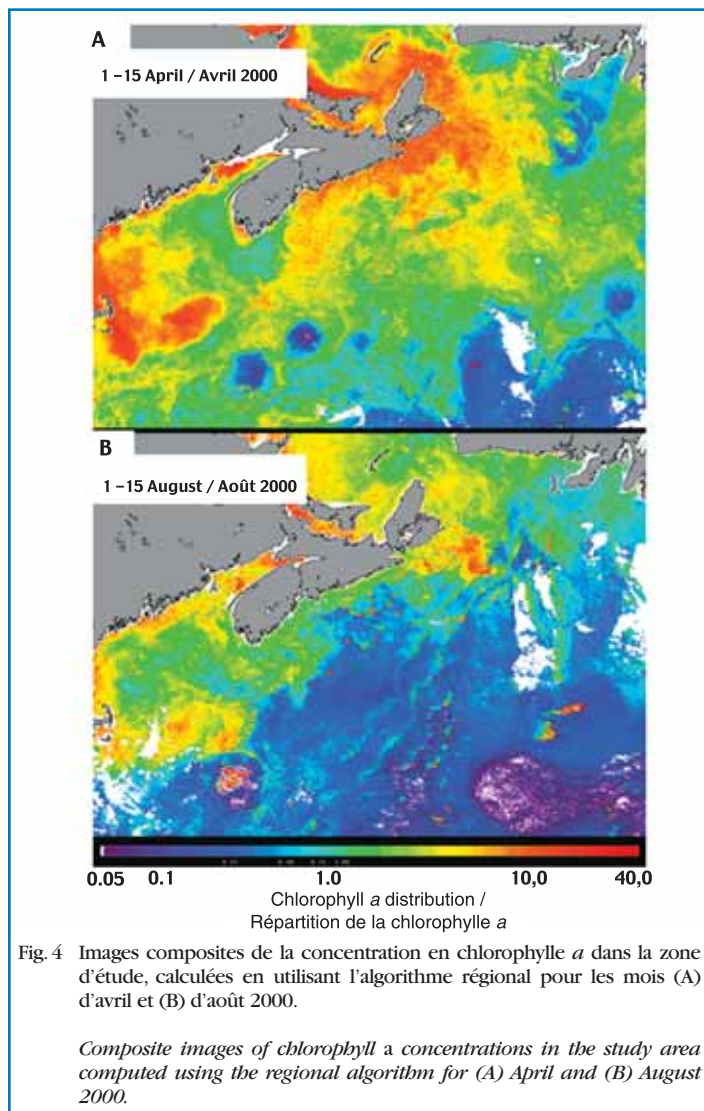 A
1 –15 April / Avril 2000
B
1 –15 August / Août 2000
0.05 0.1 1.0 10,0 40,0
Chlorophyll a distribution /
Répartition de la chlorophylle a
Fig. 4 Images composites de la concentration en chlorophylle a dans la zone
d'étude, calculées en utilisant l'algorithme régional pour les mois (A)
d'avril et (B) d'août 2000.
Composite images of chlorophyll a concentrations in the study area
computed using the regional algorithm for (A) April and (B) August
2000.